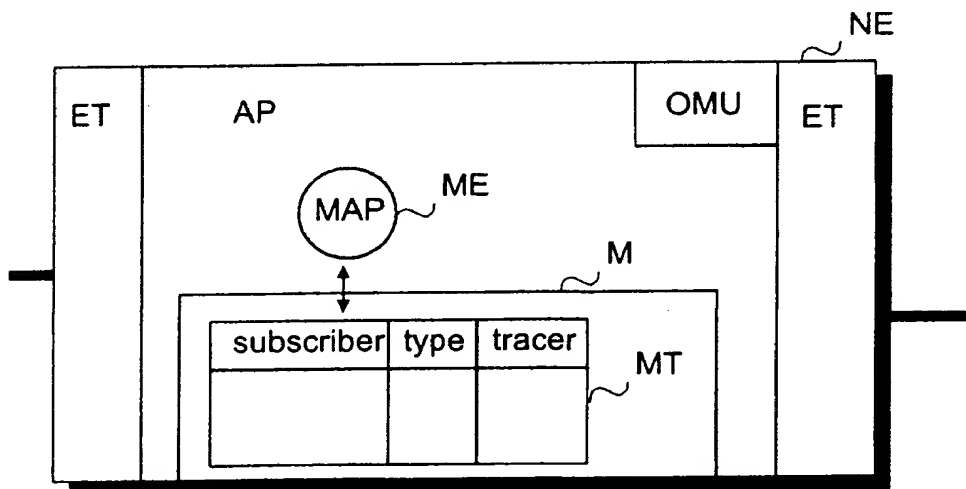 NE
ET AP OMU ET
MAP ME
M
subscriber type tracer
MT